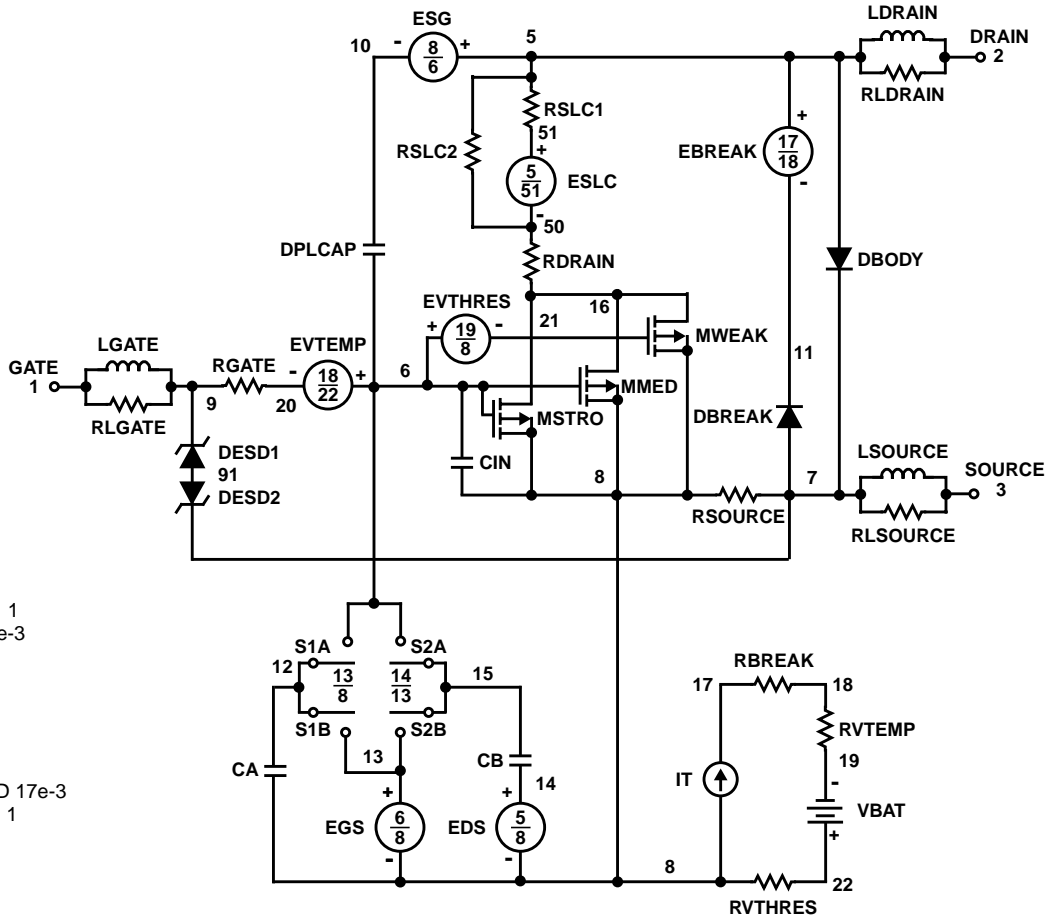 ESG
10
-
8
6
+
5
LDRAIN
DRAIN
2
RLDRAIN
RSLC1
51
RSLC2
+
5
51
ESLC
-
50
+
17
18
EBREAK
-
DPLCAP
RDRAIN
DBODY
EVTHRES
+
19
8
-
21
16
MWEAK
11
LGATE
GATE
1
RLGATE
9
RGATE
20
EVTEMP
-
18
22
+
6
MMED
MSTRO
DBREAK
DESD1
91
DESD2
CIN
8
RSOURCE
7
LSOURCE
SOURCE
3
RLSOURCE
1
e-3
S1A
S2A
12
13
8
14
13
15
S1B
S2B
13
CA
CB
14
+
6
8
EGS
-
+
5
8
EDS
-
D 17e-3
1
RBREAK
17
18
RVTEMP
19
IT
-
VBAT
+
8
22
RVTHRES